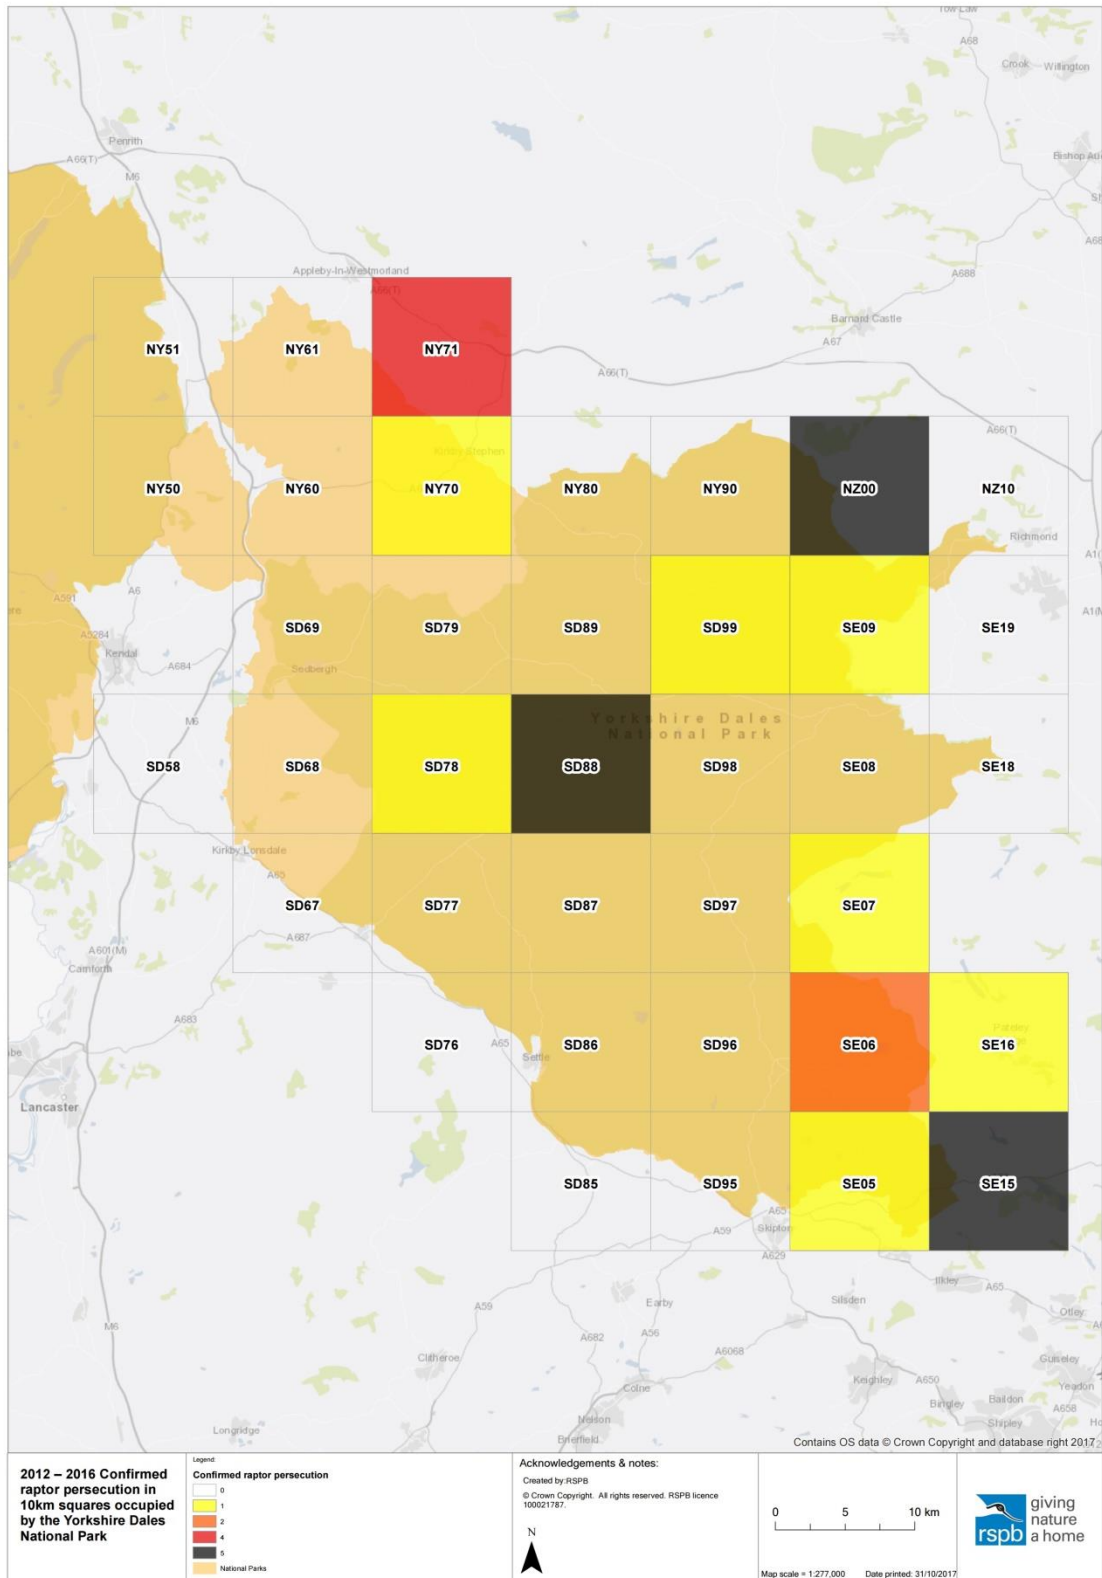 Tow Law
A68
Crook
Willington
Penrith
A66(T)
M6
A68
A688
Appleby-In-Westmorland
A66(T)
Barnard Castle
A67
NY51
NY61
NY71
A66(T)
A66(T)
Kirkby Stephen
NY50
NY60
NY70
NY80
NY90
NZ00
NZ10
Richmond
A6
A591
A5284
Kendal
A684
SD69
SD79
SD89
SD99
SE09
SE19
Sedbergh
M6
Yorkshire Dales
National Park
SD58
SD68
SD78
SD88
SD98
SE08
SE18
Kirkby Lonsdale
A65
SD67
SD77
SD87
SD97
SE07
A687
A601(M)
Carnforth
A683
SD76
A65
Settle
SD86
SD96
SE06
SE16
Pateley
Lancaster
SD85
SD95
SE05
SE15
A65
A59
Skipton
A629
Ilkley
A65
A59
Earby
Silsden
Otley
M6
A682
A56
A6068
Clitheroe
Colne
Keighley
A650
Guiseley
Yeadon
Bingley
Baildon
A658
Nelson
Shipley
Longridge
Brierfield
Contains OS data © Crown Copyright and database right 2017
2012 – 2016 Confirmed
raptor persecution in
10km squares occupied
by the Yorkshire Dales
National Park
Legend:
Confirmed raptor persecution
0
1
2
4
5
National Parks
Acknowledgements & notes:
Created by:RSPB
© Crown Copyright. All rights reserved. RSPB licence
100021787.
N
0 5 10 km
Map scale = 1:277,000 Date printed: 31/10/2017
rspb
giving
nature
a home